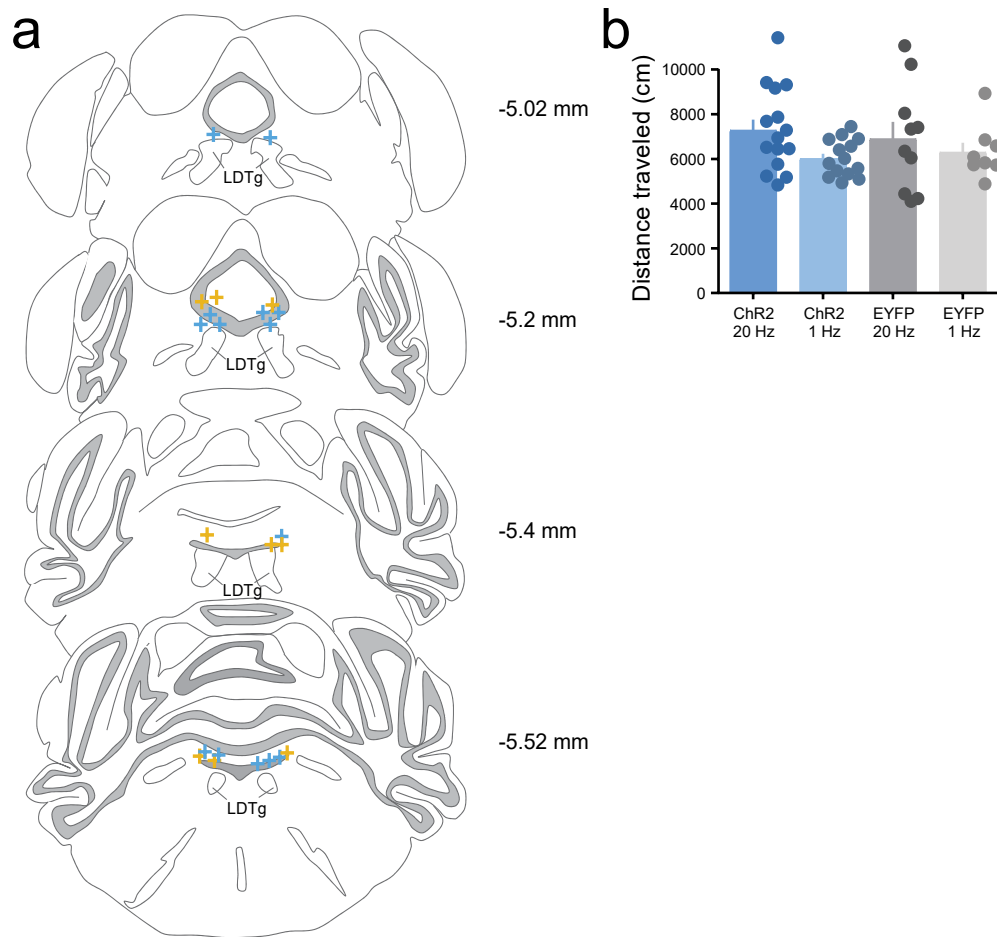 a
-5.02 mm
LDTg
-5.2 mm
LDTg
-5.4 mm
LDTg
-5.52 mm
LDTg
b
Distance traveled (cm)
10000
8000
6000
4000
2000
0
ChR2 ChR2 EYFP EYFP
20 Hz 1 Hz 20 Hz 1 Hz